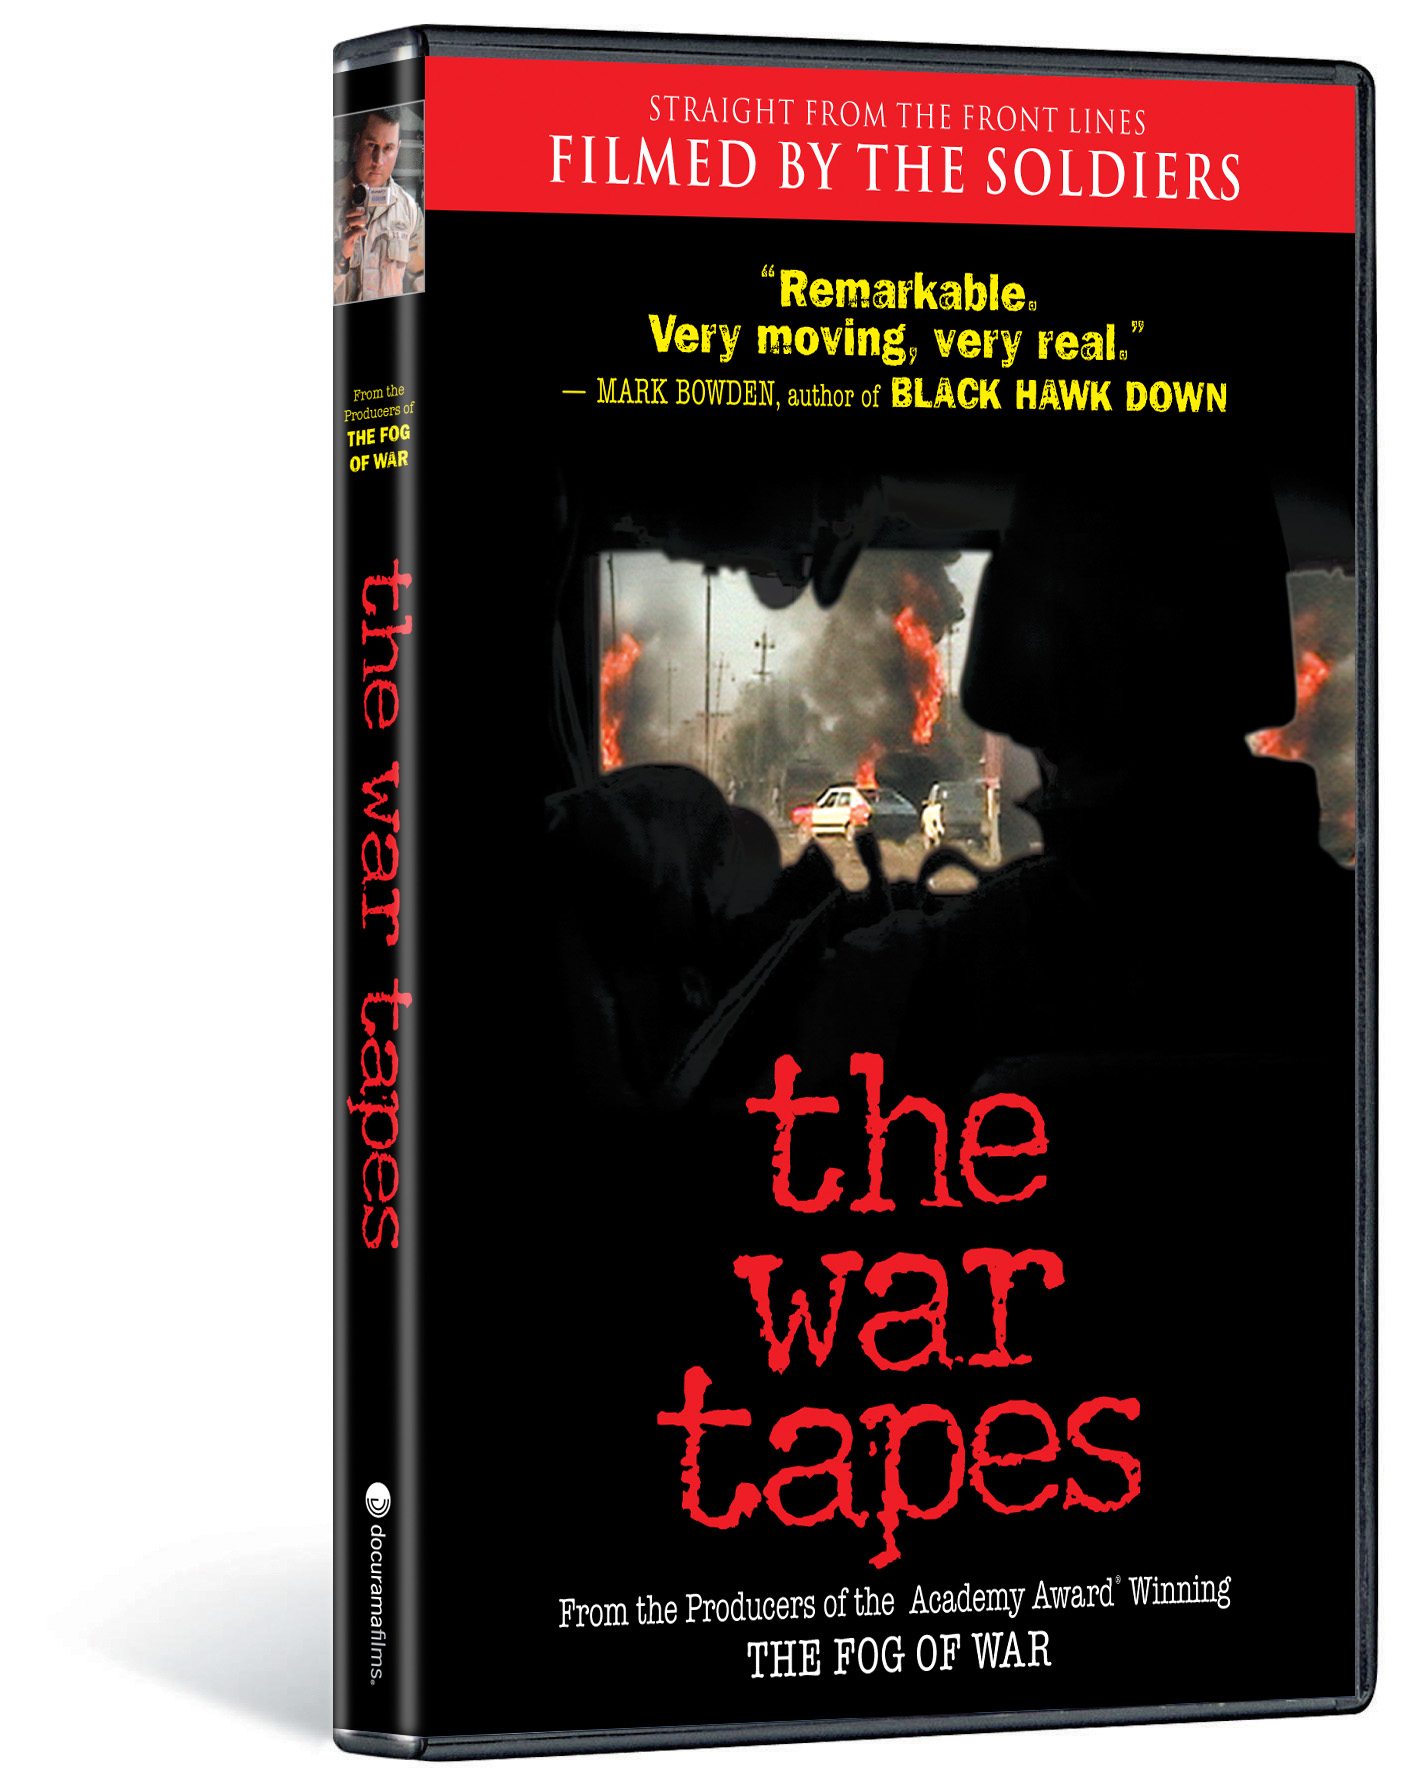 From the
Producers of
THE FOG
OF WAR
the war tapes
docuramafilms®
STRAIGHT FROM THE FRONT LINES
FILMED BY THE SOLDIERS
“Remarkable.
Very moving, very real.”
— MARK BOWDEN, author of BLACK HAWK DOWN
the
war
tapes
From the Producers of the Academy Award® Winning
THE FOG OF WAR